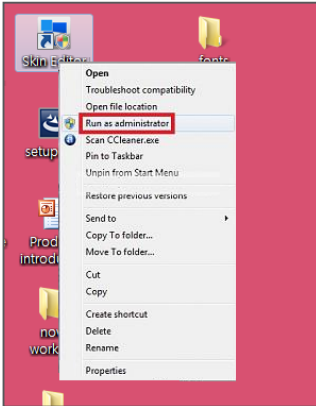 Skin Editor
fonts
Open
Troubleshoot compatibility
Open file location
Run as administrator
setup
Scan CCleaner.exe
Pin to Taskbar
Unpin from Start Menu
Restore previous versions
Send to
Prod
Copy To folder...
introd
Move To folder...
Cut
Copy
Create shortcut
Delete
work
Rename
Properties